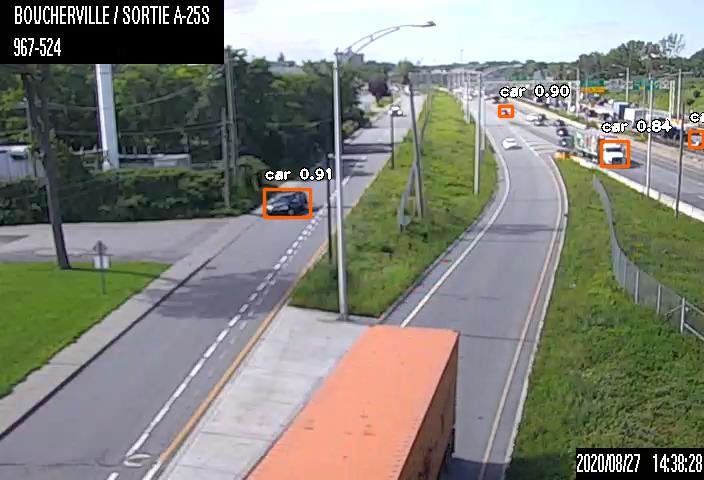 BOUCHERVILLE / SORTIE A-25S
967-524
car 0.90
car 0.84
ca
car 0.91
2020/08/27 14:38:28